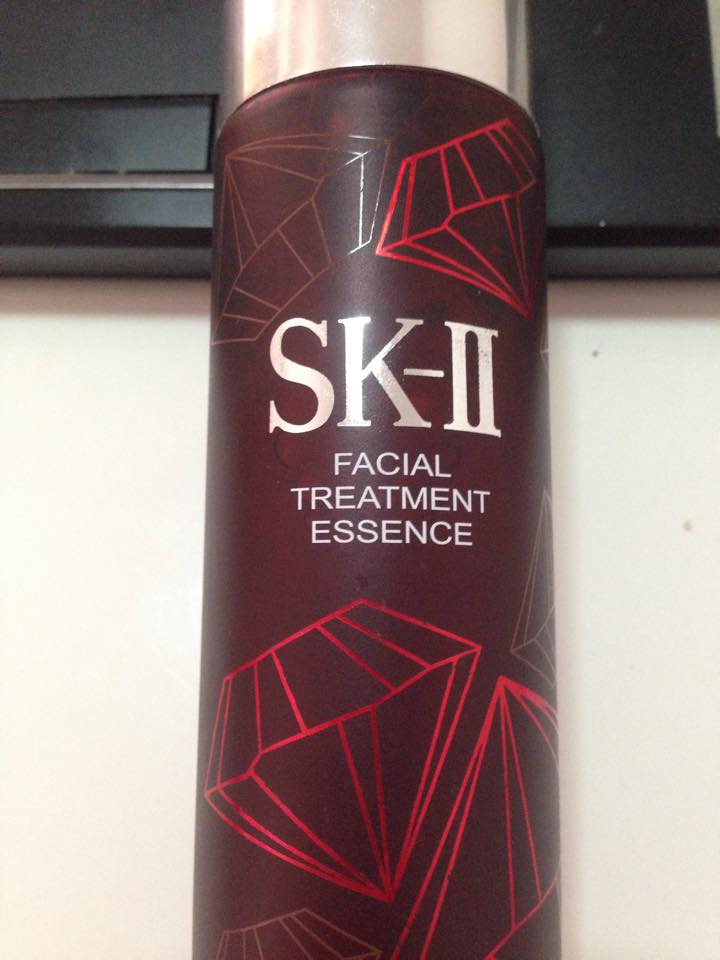 SK-II
FACIAL
TREATMENT
ESSENCE